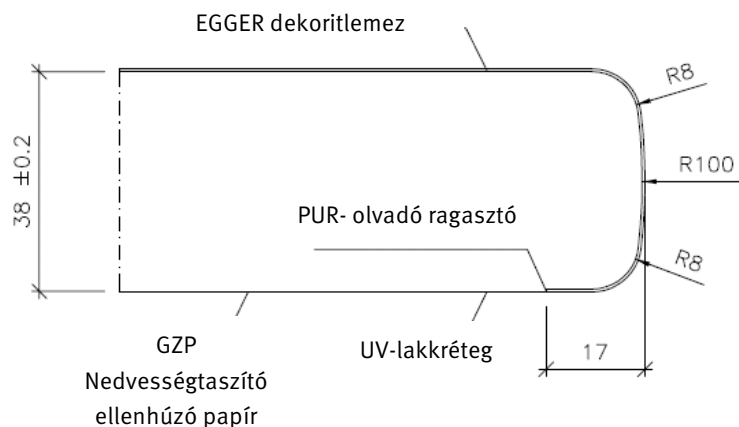 EGGER dekoritlemez
R8
38 ±0.2
R100
PUR- olvadó ragasztó
R8
GZP
Nedvességtaszító
ellenhúzó papír
UV-lakkréteg
17